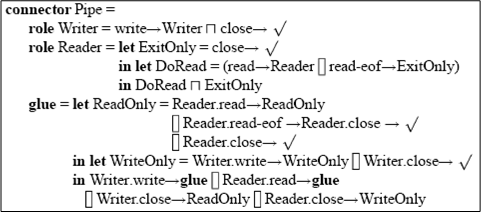 connector Pipe =
role Writer = write→Writer ⊓ close→ √
role Reader = let ExitOnly = close→ √
in let DoRead = (read→Reader ▯ read-eof→ExitOnly)
in DoRead ⊓ ExitOnly
glue = let ReadOnly = Reader.read→ReadOnly
▯ Reader.read-eof →Reader.close → √
▯ Reader.close→ √
in let WriteOnly = Writer.write→WriteOnly ▯ Writer.close→ √
in Writer.write→glue ▯ Reader.read→glue
▯ Writer.close→ReadOnly ▯ Reader.close→WriteOnly